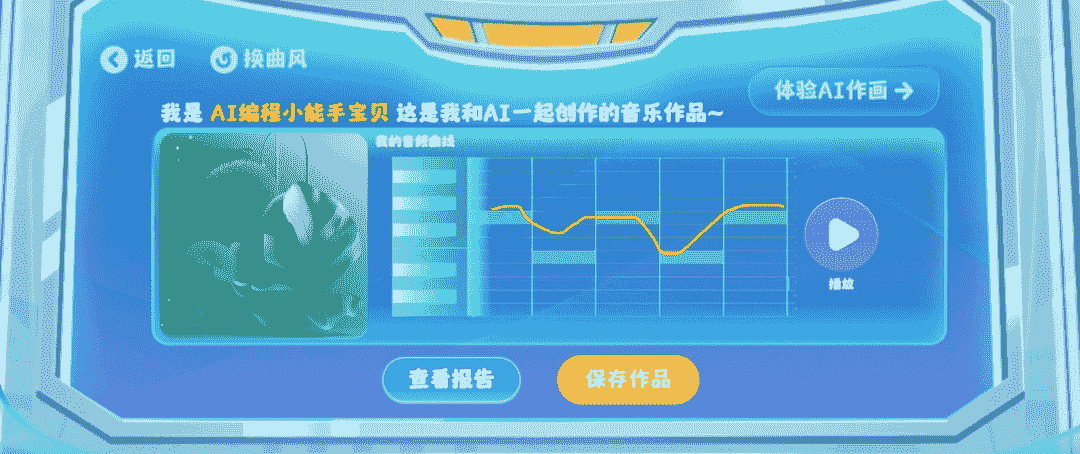 返回 换曲风
体验AI作画
我是 AI编程小能手宝贝 这是我和AI一起创作的音乐作品~
我的音频曲线
播放
查看报告 保存作品